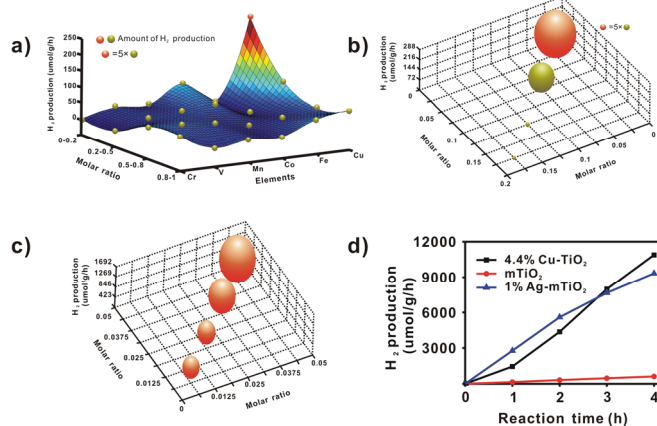 a)
Amount of H2 production
=5×
H2 production (umol/g/h)
250
200
150
100
50
0
50
0-0.2
0.2-0.5
0.5-0.8
0.8-1
Molar ratio
Cr
V
Mn
Co
Fe
Cu
Elements
b)
=5×
H2 production
(umol/g/h)
288
216
144
72
0
0
0.05
0.1
0.15
0.2
Molar ratio
0.15
0.1
0.05
0
Molar ratio
c)
H2 production
(umol/g/h)
1692
1269
846
423
0.05
0.0375
0.025
0.0125
0
Molar ratio
0.0125
0.025
0.0375
0.05
Molar ratio
d)
H2 production
(umol/g/h)
12000
9000
6000
3000
4.4% Cu-TiO2
mTiO2
1% Ag-mTiO2
0
0
1
2
3
4
Reaction time (h)